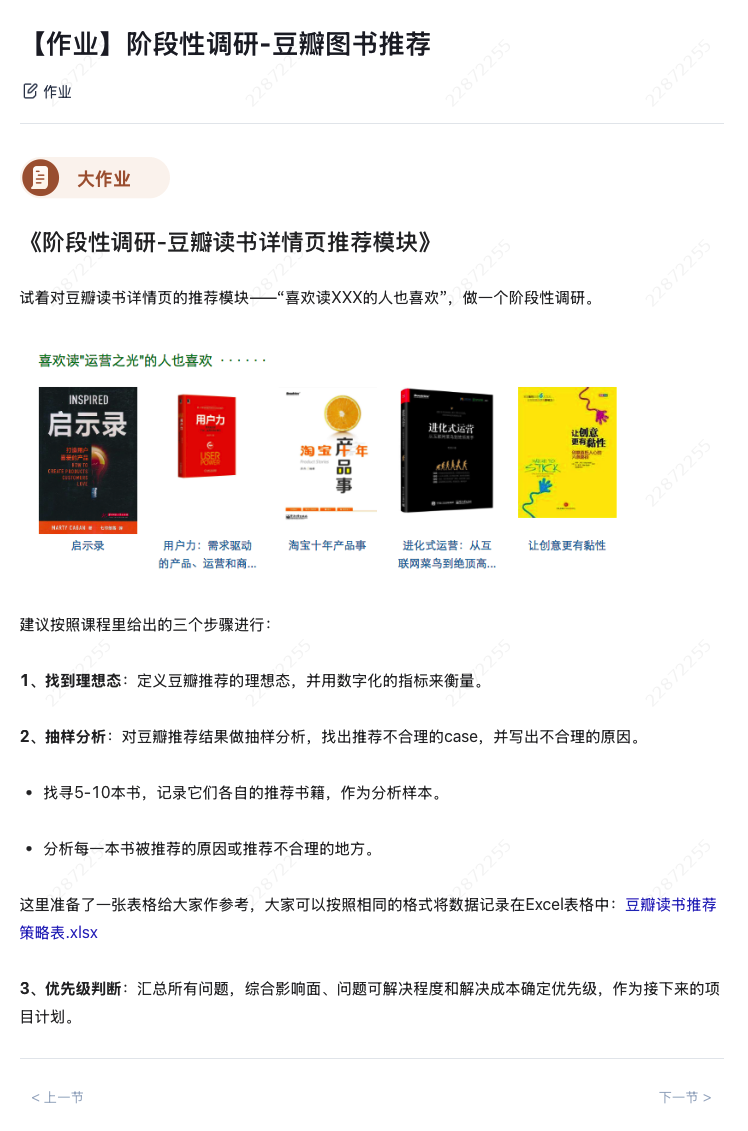 【作业】阶段性调研-豆瓣图书推荐
作业
大作业
《阶段性调研-豆瓣读书详情页推荐模块》
试着对豆瓣读书详情页的推荐模块——“喜欢读XXX的人也喜欢”，做一个阶段性调研。
喜欢读"运营之光"的人也喜欢 · · · · · ·
INSPIRED
启示录
打造用户
喜爱的产品
HOW TO
CREATE PRODUCTS
CUSTOMERS
LOVE
MARTY CAGAN 著
用户力
USER
POWER
淘宝十年
产品事
进化式运营
让创意
更有黏性
STICK
启示录
用户力：需求驱动
的产品、运营和商...
淘宝十年产品事
进化式运营：从互
联网菜鸟到绝顶高...
让创意更有黏性
建议按照课程里给出的三个步骤进行：
1、找到理想态：定义豆瓣推荐的理想态，并用数字化的指标来衡量。
2、抽样分析：对豆瓣推荐结果做抽样分析，找出推荐不合理的case，并写出不合理的原因。
• 找寻5-10本书，记录它们各自的推荐书籍，作为分析样本。
• 分析每一本书被推荐的原因或推荐不合理的地方。
这里准备了一张表格给大家作参考，大家可以按照相同的格式将数据记录在Excel表格中：豆瓣读书推荐
策略表.xlsx
3、优先级判断：汇总所有问题，综合影响面、问题可解决程度和解决成本确定优先级，作为接下来的项
目计划。
< 上一节
下一节 >
22872255